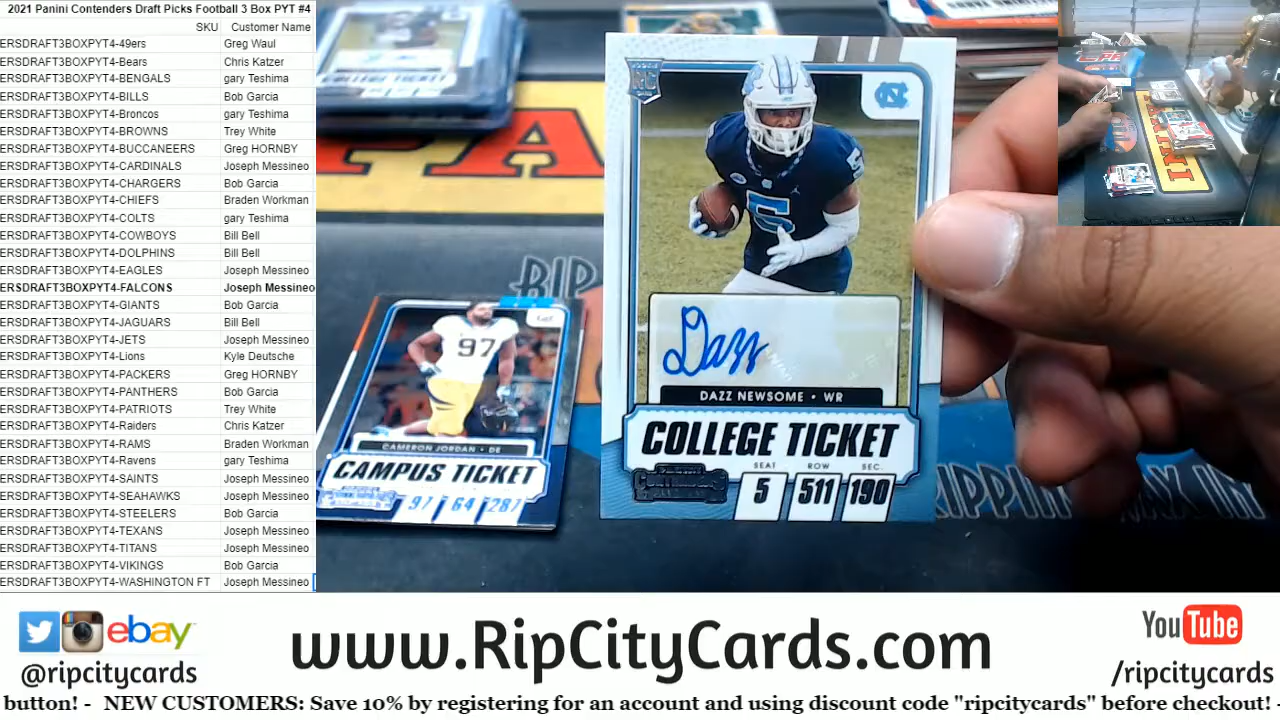 2021 Panini Contenders Draft Picks Football 3 Box PYT #4
SKU Customer Name
ERSDRAFT3BOXPYT4-49ers Greg Waul
ERSDRAFT3BOXPYT4-Bears Chris Katzer
ERSDRAFT3BOXPYT4-BENGALS gary Teshima
ERSDRAFT3BOXPYT4-BILLS Bob Garcia
ERSDRAFT3BOXPYT4-Broncos gary Teshima
ERSDRAFT3BOXPYT4-BROWNS Trey White
ERSDRAFT3BOXPYT4-BUCCANEERS Greg HORNBY
ERSDRAFT3BOXPYT4-CARDINALS Joseph Messineo
ERSDRAFT3BOXPYT4-CHARGERS Bob Garcia
ERSDRAFT3BOXPYT4-CHIEFS Braden Workman
ERSDRAFT3BOXPYT4-COLTS gary Teshima
ERSDRAFT3BOXPYT4-COWBOYS Bill Bell
ERSDRAFT3BOXPYT4-DOLPHINS Bill Bell
ERSDRAFT3BOXPYT4-EAGLES Joseph Messineo
ERSDRAFT3BOXPYT4-FALCONS Joseph Messineo
ERSDRAFT3BOXPYT4-GIANTS Bob Garcia
ERSDRAFT3BOXPYT4-JAGUARS Bill Bell
ERSDRAFT3BOXPYT4-JETS Joseph Messineo
ERSDRAFT3BOXPYT4-Lions Kyle Deutsche
ERSDRAFT3BOXPYT4-PACKERS Greg HORNBY
ERSDRAFT3BOXPYT4-PANTHERS Bob Garcia
ERSDRAFT3BOXPYT4-PATRIOTS Trey White
ERSDRAFT3BOXPYT4-Raiders Chris Katzer
ERSDRAFT3BOXPYT4-RAMS Braden Workman
ERSDRAFT3BOXPYT4-Ravens gary Teshima
ERSDRAFT3BOXPYT4-SAINTS Joseph Messineo
ERSDRAFT3BOXPYT4-SEAHAWKS Joseph Messineo
ERSDRAFT3BOXPYT4-STEELERS Bob Garcia
ERSDRAFT3BOXPYT4-TEXANS Joseph Messineo
ERSDRAFT3BOXPYT4-TITANS Joseph Messineo
ERSDRAFT3BOXPYT4-VIKINGS Bob Garcia
ERSDRAFT3BOXPYT4-WASHINGTON FT Joseph Messineo
COLLEGE TICKET
RIP
97
CAMERON JORDAN • DE
CAMPUS TICKET
97 64 287
RC
NC
5
5
Dazz
DAZZ NEWSOME • WR
COLLEGE TICKET
SEAT ROW SEC.
5 511 190
CONTENDERS
PANINI
ebay
@ripcitycards
www.RipCityCards.com
YouTube
/ripcitycards
button! - NEW CUSTOMERS: Save 10% by registering for an account and using discount code "ripcitycards" before checkout! -